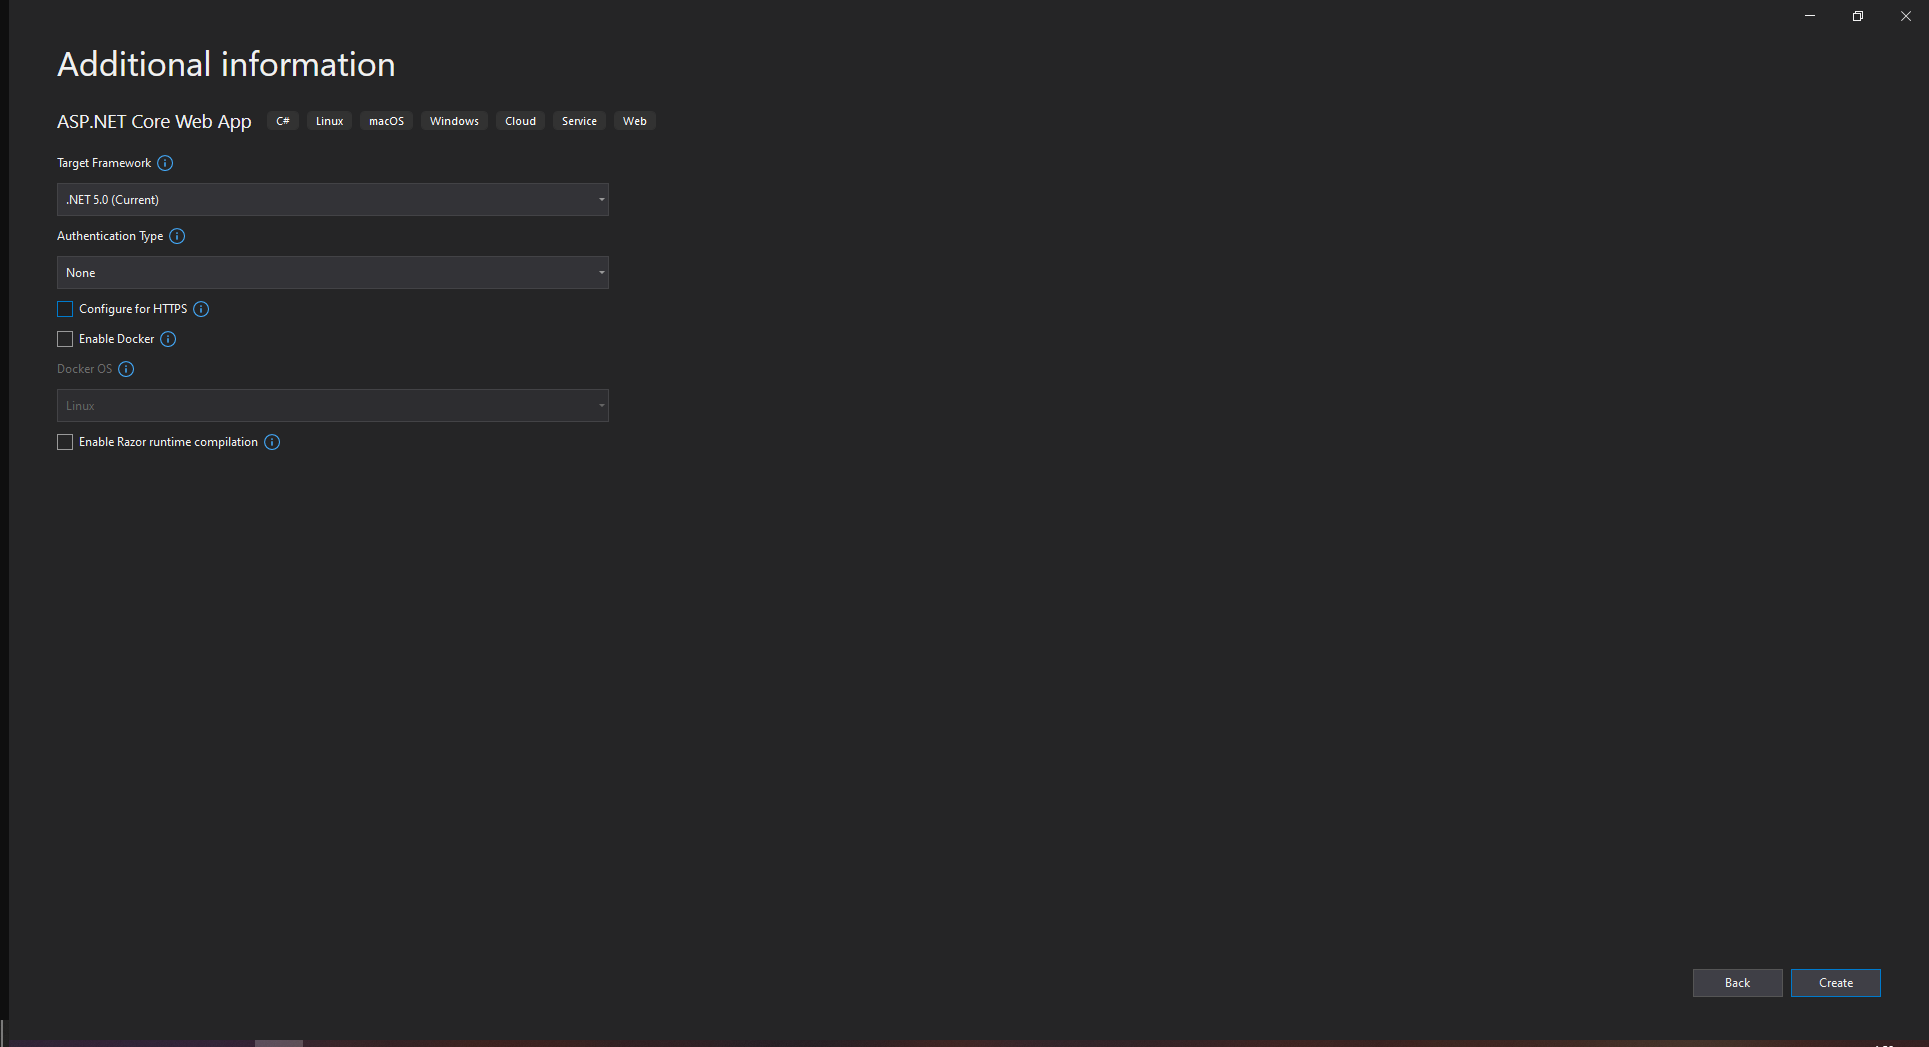 Additional information
ASP.NET Core Web App C# Linux macOS Windows Cloud Service Web
Target Framework
.NET 5.0 (Current)
Authentication Type
None
Configure for HTTPS
Enable Docker
Docker OS
Linux
Enable Razor runtime compilation
Back Create